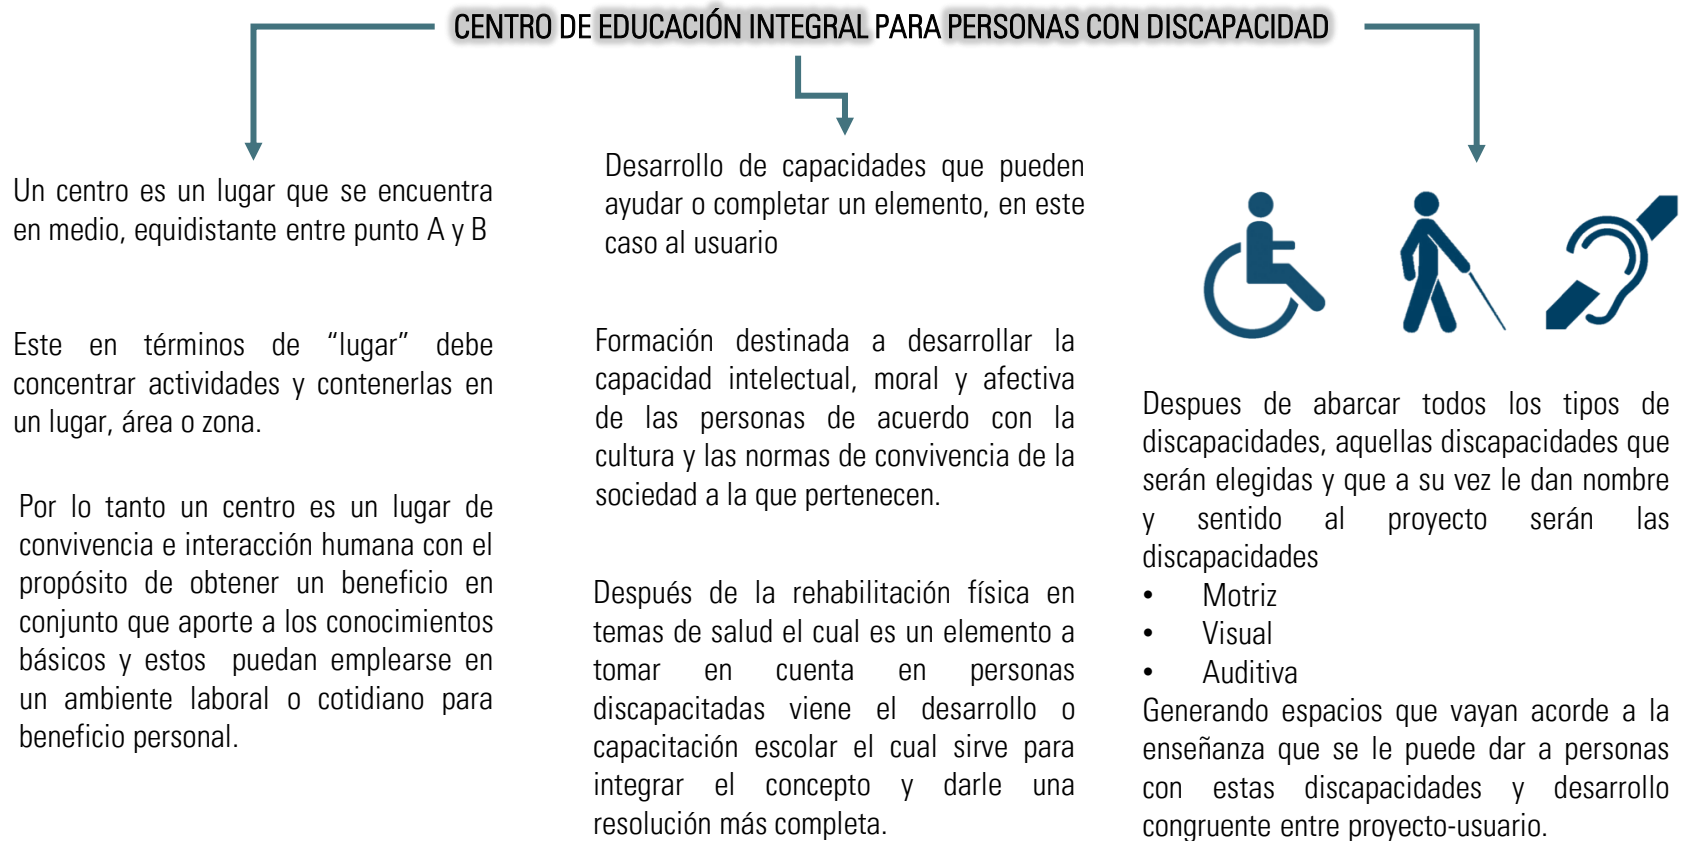 CENTRO DE EDUCACIÓN INTEGRAL PARA PERSONAS CON DISCAPACIDAD
Un centro es un lugar que se encuentra
en medio, equidistante entre punto A y B
Este en términos de “lugar” debe
concentrar actividades y contenerlas en
un lugar, área o zona.
Por lo tanto un centro es un lugar de
convivencia e interacción humana con el
propósito de obtener un beneficio en
conjunto que aporte a los conocimientos
básicos y estos puedan emplearse en
un ambiente laboral o cotidiano para
beneficio personal.
Desarrollo de capacidades que pueden
ayudar o completar un elemento, en este
caso al usuario
Formación destinada a desarrollar la
capacidad intelectual, moral y afectiva
de las personas de acuerdo con la
cultura y las normas de convivencia de la
sociedad a la que pertenecen.
Después de la rehabilitación física en
temas de salud el cual es un elemento a
tomar en cuenta en personas
discapacitadas viene el desarrollo o
capacitación escolar el cual sirve para
integrar el concepto y darle una
resolución más completa.
Despues de abarcar todos los tipos de
discapacidades, aquellas discapacidades que
serán elegidas y que a su vez le dan nombre
y sentido al proyecto serán las
discapacidades
• Motriz
• Visual
• Auditiva
Generando espacios que vayan acorde a la
enseñanza que se le puede dar a personas
con estas discapacidades y desarrollo
congruente entre proyecto-usuario.